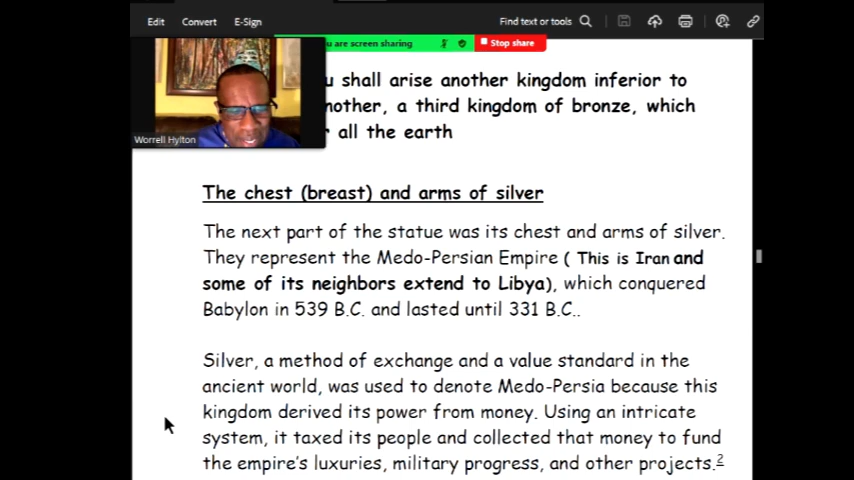 Edit Convert E-Sign Find text or tools
u are screen sharing Stop share
u shall arise another kingdom inferior to
nother, a third kingdom of bronze, which
r all the earth
Worrell Hylton
The chest (breast) and arms of silver
The next part of the statue was its chest and arms of silver.
They represent the Medo-Persian Empire ( This is Iran and
some of its neighbors extend to Libya), which conquered
Babylon in 539 B.C. and lasted until 331 B.C..
Silver, a method of exchange and a value standard in the
ancient world, was used to denote Medo-Persia because this
kingdom derived its power from money. Using an intricate
system, it taxed its people and collected that money to fund
the empire's luxuries, military progress, and other projects.2